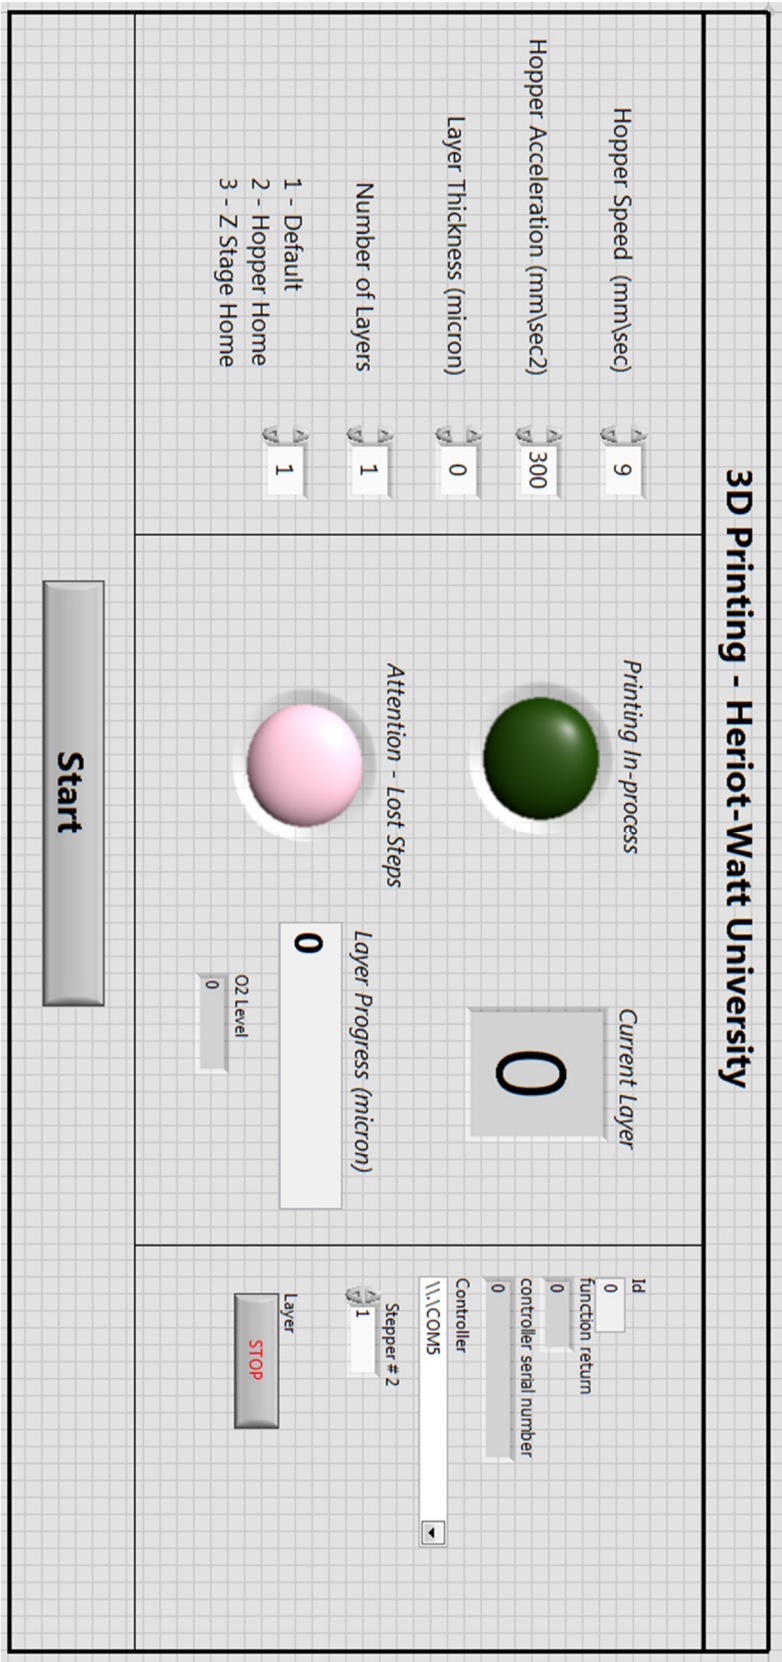 3D Printing - Heriot-Watt University
Hopper Speed (mm\sec)
9
Hopper Acceleration (mm\sec2)
300
Layer Thickness (micron)
0
Number of Layers
1
1 - Default
2 - Hopper Home
3 - Z Stage Home
1
Printing In-process
Attention - Lost Steps
Current Layer
0
Layer Progress (micron)
0
O2 Level
0
Id
0
function return
0
controller serial number
0
Controller
\\.\COM5
Stepper # 2
1
Layer
STOP
Start